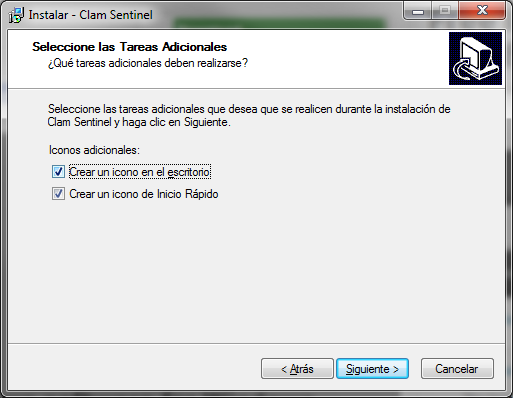 Instalar - Clam Sentinel
Seleccione las Tareas Adicionales
¿Qué tareas adicionales deben realizarse?
Seleccione las tareas adicionales que desea que se realicen durante la instalación de
Clam Sentinel y haga clic en Siguiente.
Iconos adicionales:
Crear un icono en el escritorio
Crear un icono de Inicio Rápido
< Atrás
Siguiente >
Cancelar